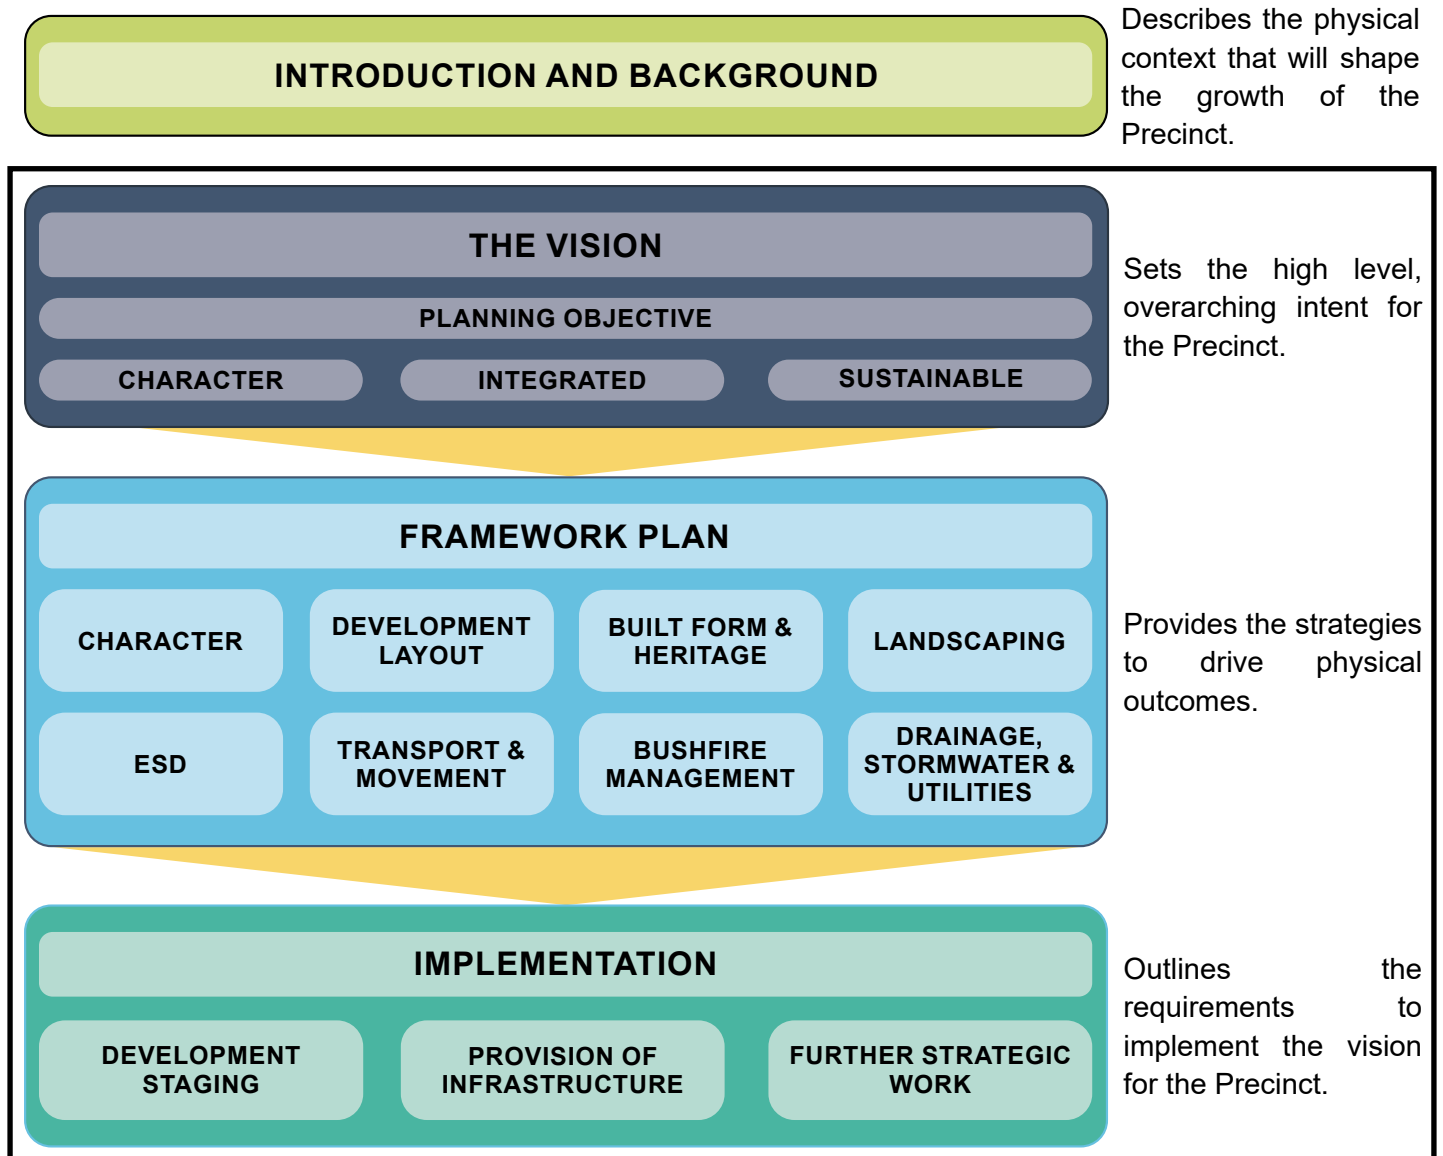 INTRODUCTION AND BACKGROUND
Describes the physical
context that will shape
the growth of the
Precinct.
THE VISION
PLANNING OBJECTIVE
CHARACTER
INTEGRATED
SUSTAINABLE
Sets the high level,
overarching intent for
the Precinct.
FRAMEWORK PLAN
CHARACTER
DEVELOPMENT
LAYOUT
BUILT FORM &
HERITAGE
LANDSCAPING
ESD
TRANSPORT &
MOVEMENT
BUSHFIRE
MANAGEMENT
DRAINAGE,
STORMWATER &
UTILITIES
Provides the strategies
to drive physical
outcomes.
IMPLEMENTATION
DEVELOPMENT
STAGING
PROVISION OF
INFRASTRUCTURE
FURTHER STRATEGIC
WORK
Outlines the
requirements to
implement the vision
for the Precinct.